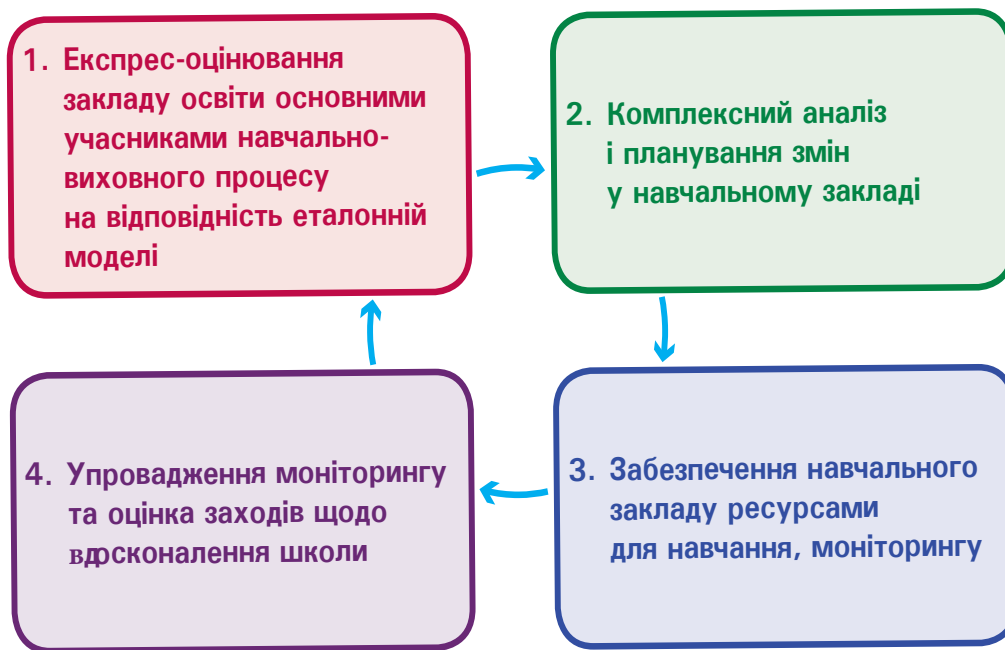 1. Експрес-оцінювання
закладу освіти основними
учасниками навчально-
виховного процесу
на відповідність еталонній
моделі
2. Комплексний аналіз
і планування змін
у навчальному закладі
3. Забезпечення навчального
закладу ресурсами
для навчання, моніторингу
4. Упровадження моніторингу
та оцінка заходів щодо
вдосконалення школи